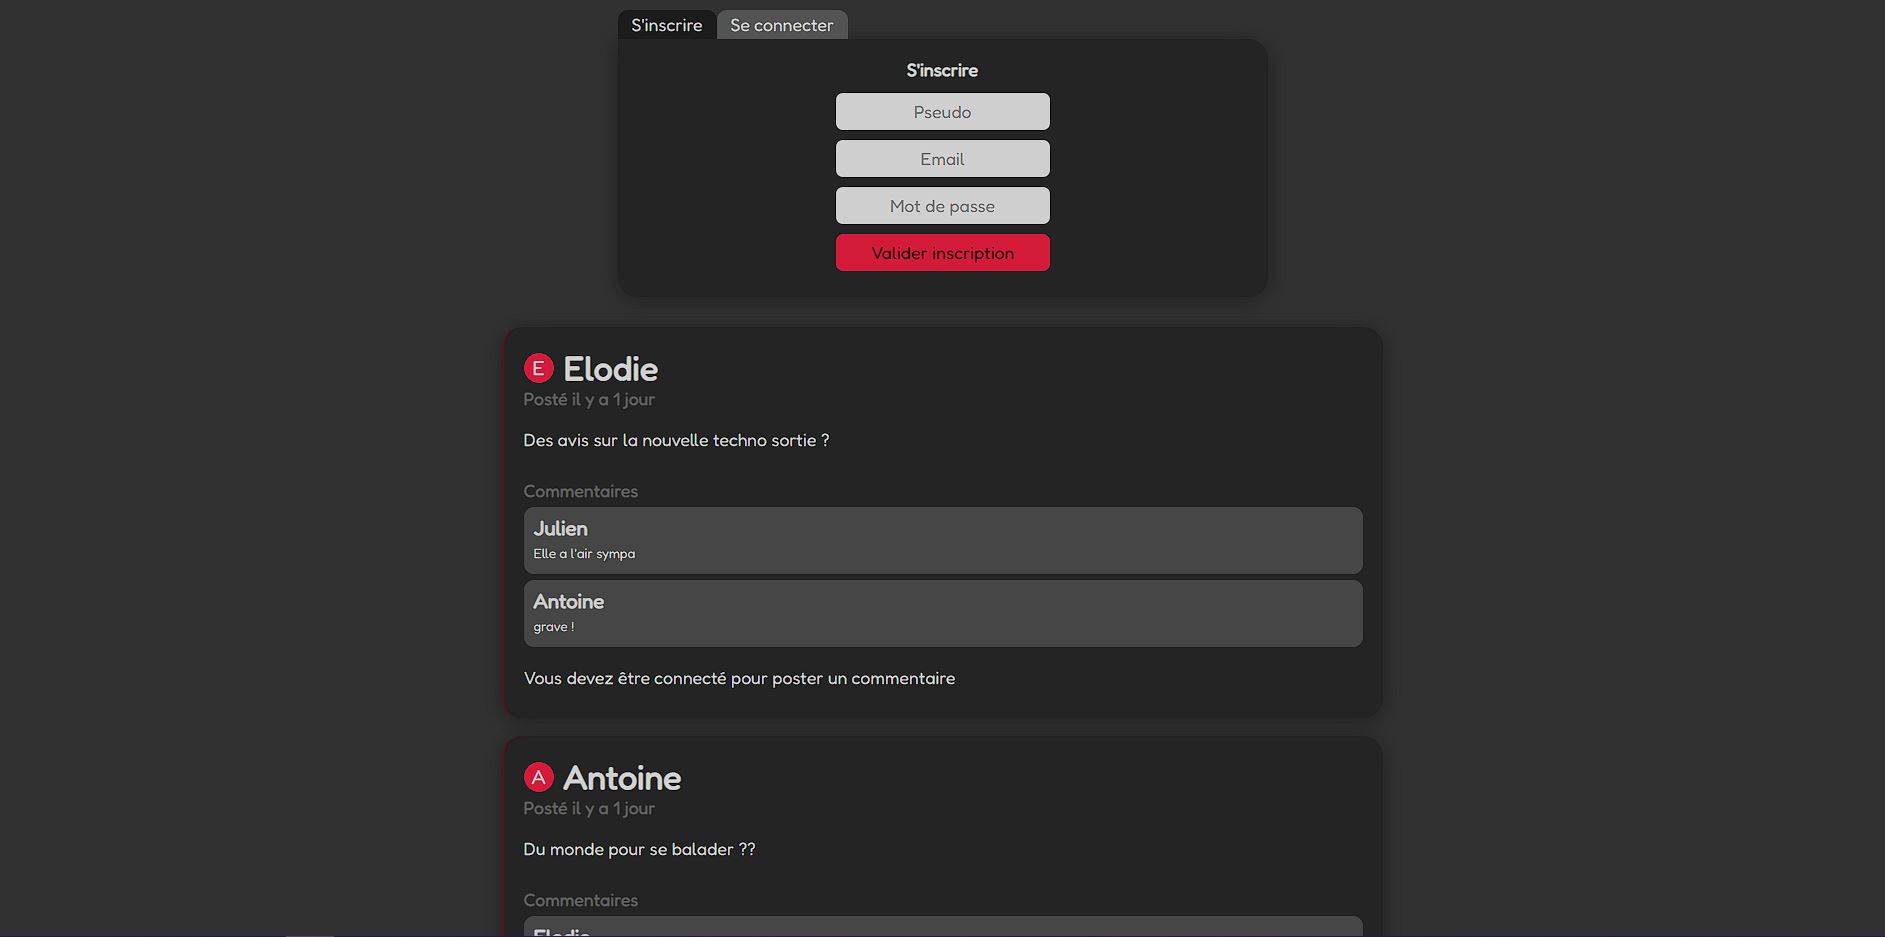 S'inscrire Se connecter
S'inscrire
Pseudo
Email
Mot de passe
Valider inscription
E Elodie
Posté il y a 1 jour
Des avis sur la nouvelle techno sortie ?
Commentaires
Julien
Elle a l'air sympa
Antoine
grave !
Vous devez être connecté pour poster un commentaire
A Antoine
Posté il y a 1 jour
Du monde pour se balader ??
Commentaires
Elodie